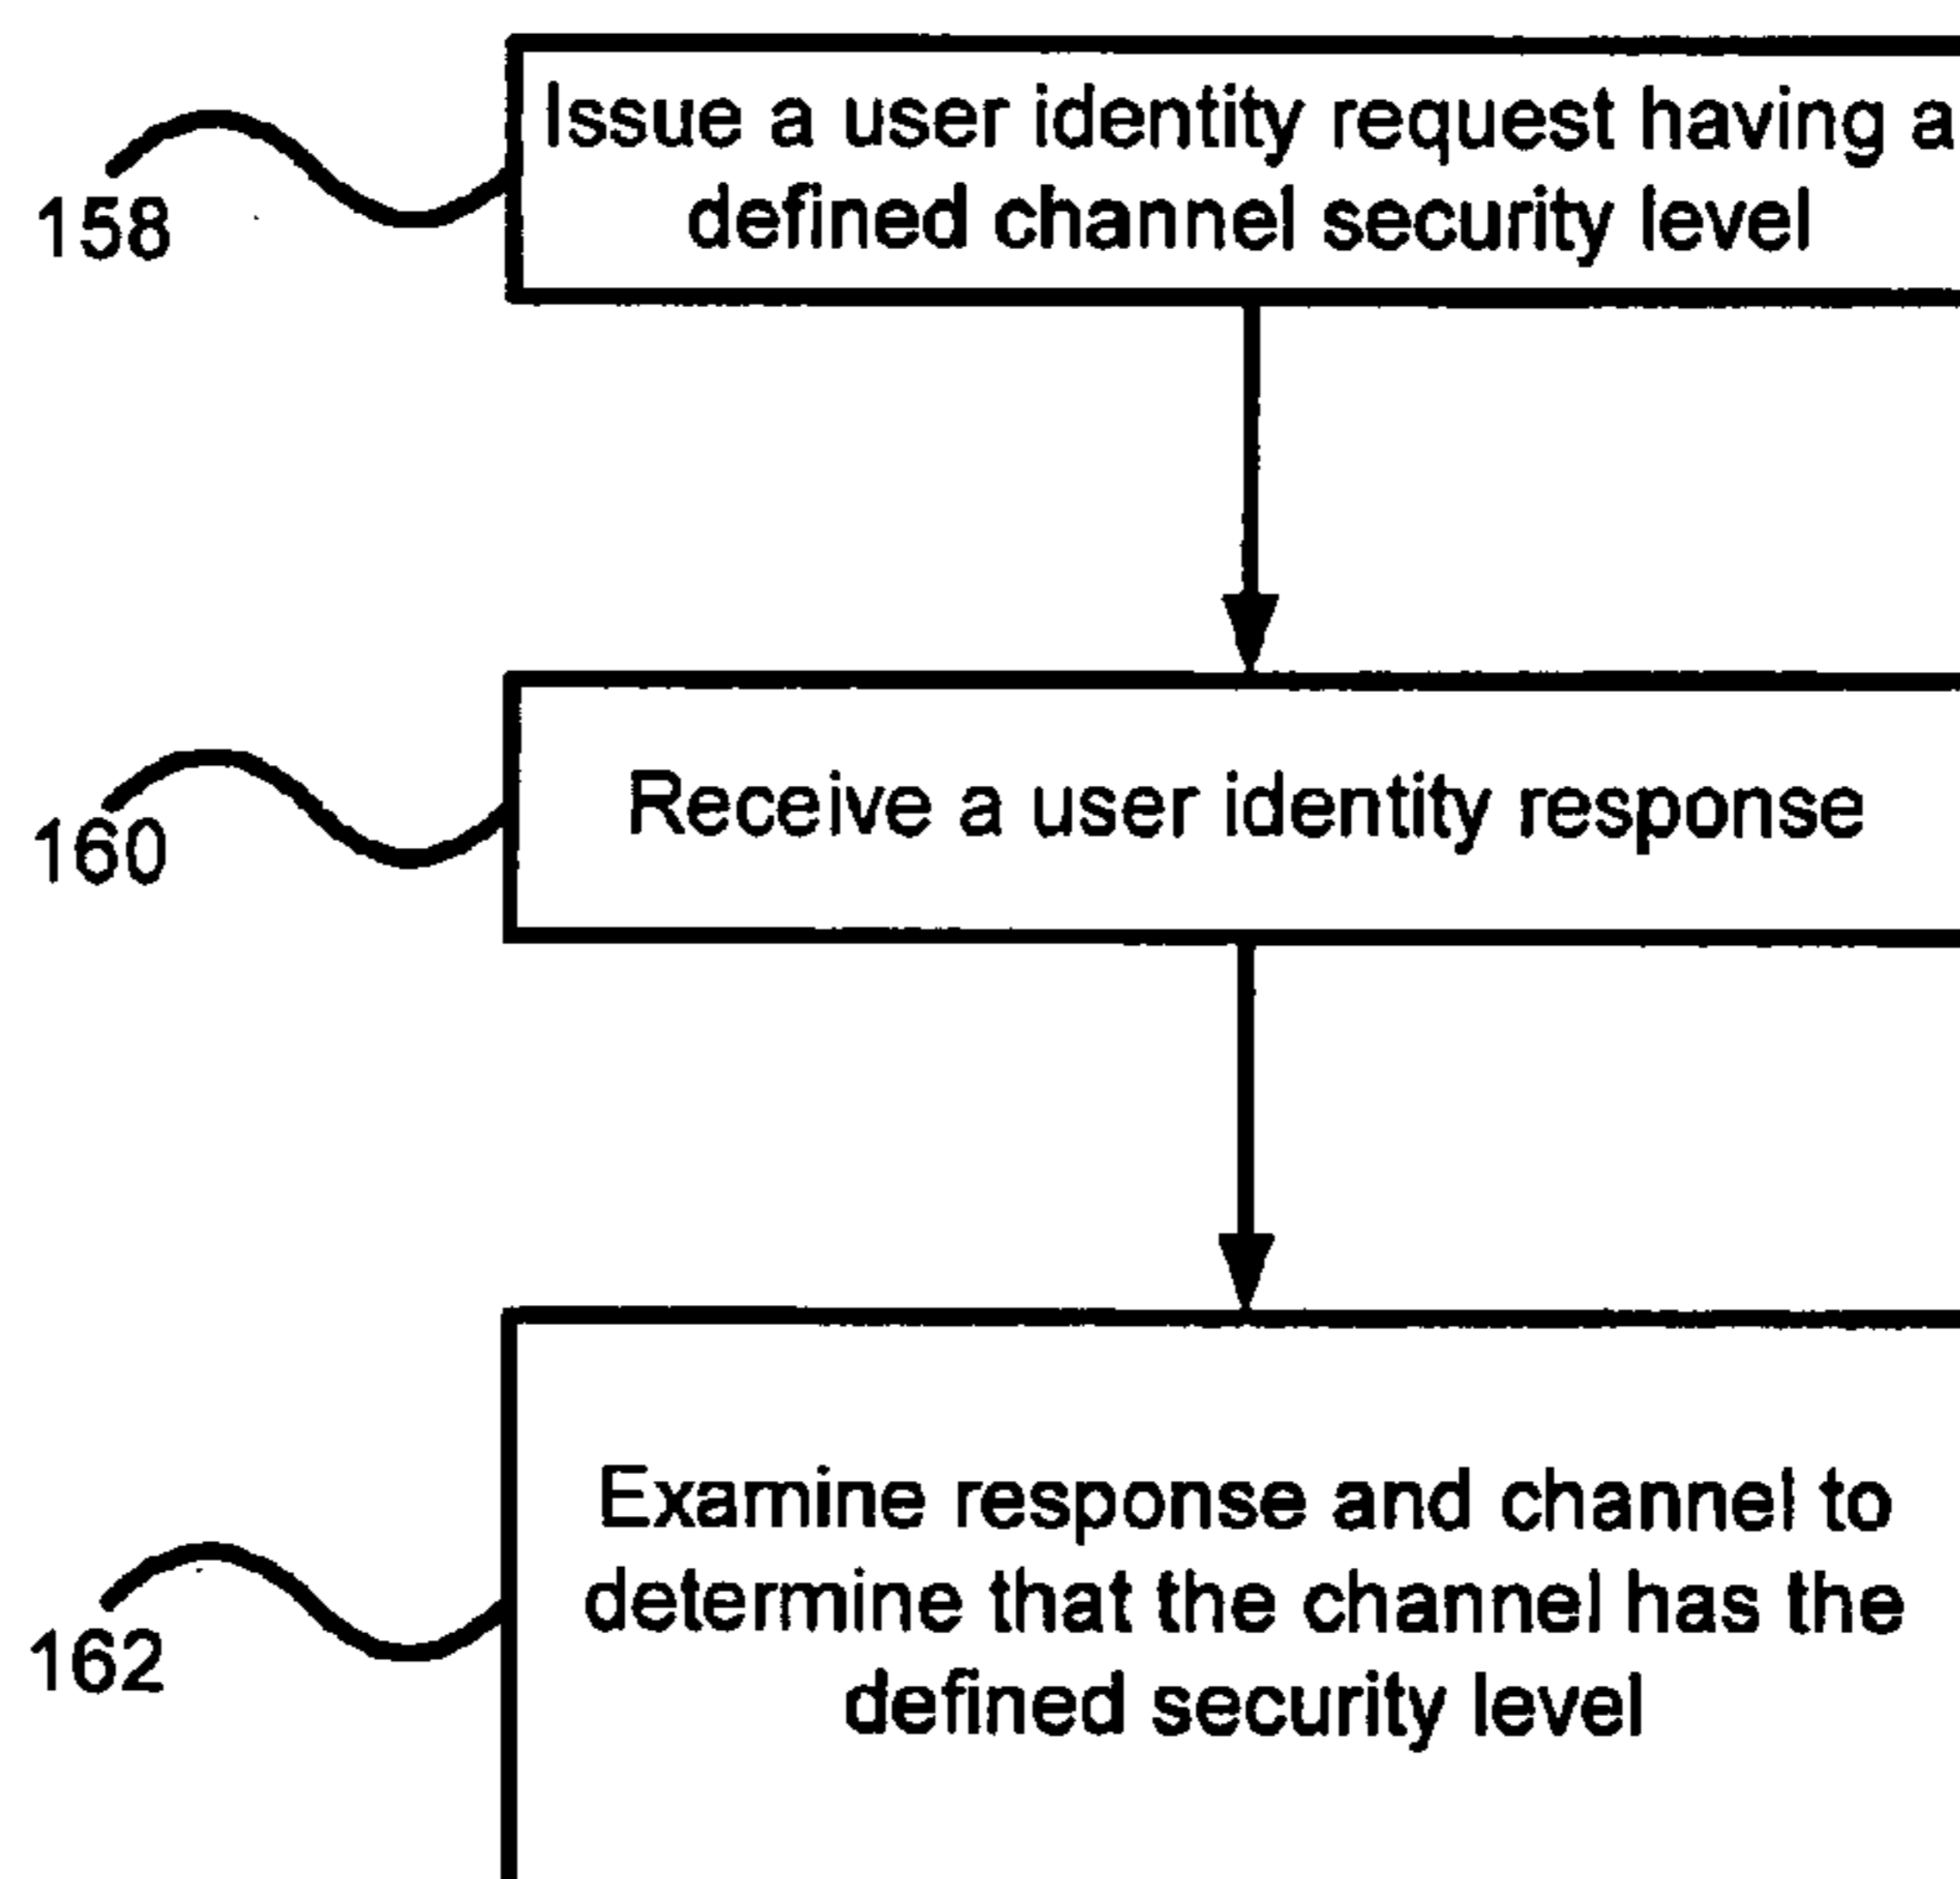 Issue a user identity request having a
defined channel security level
158
Receive a user identity response
160
Examine response and channel to
determine that the channel has the
defined security level
162